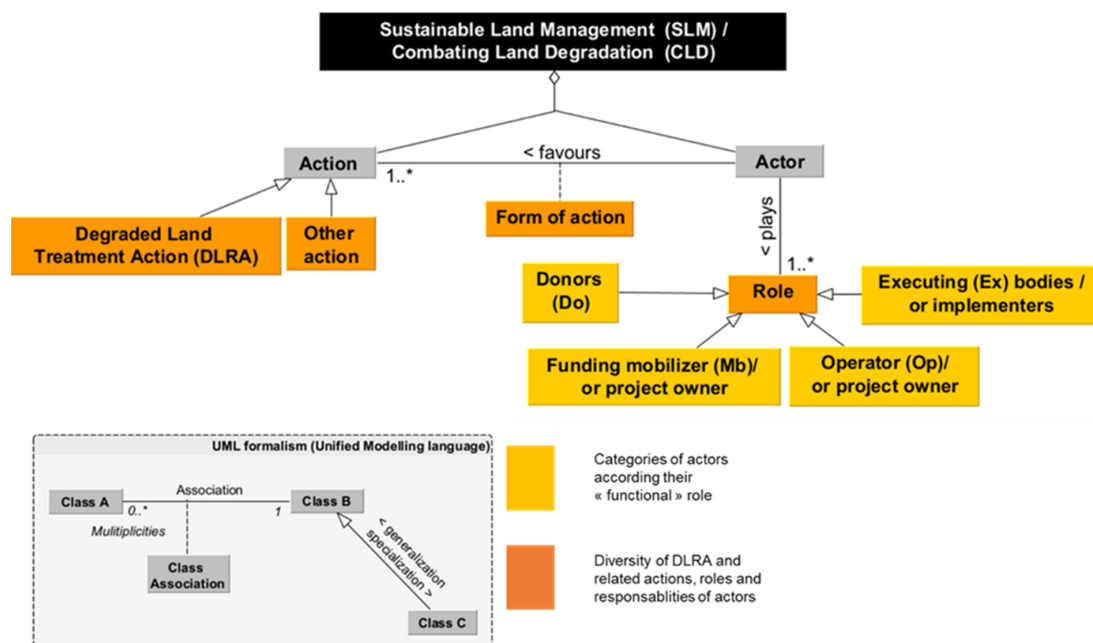 Sustainable Land Management (SLM) /
Combating Land Degradation (CLD)
Action
< favours
Actor
1..*
Form of action
< plays
Degraded Land
Treatment Action (DLRA)
Other
action
1..*
Donors
(Do)
Role
Executing (Ex) bodies /
or implementers
Funding mobilizer (Mb)/
or project owner
Operator (Op)/
or project owner
UML formalism (Unified Modelling language)
Class A
Association
Class B
0..*
1
Mulitiplicities
Class
Association
< generalization
specialization >
Class C
Categories of actors
according their
« functional » role
Diversity of DLRA and
related actions, roles and
responsablities of actors